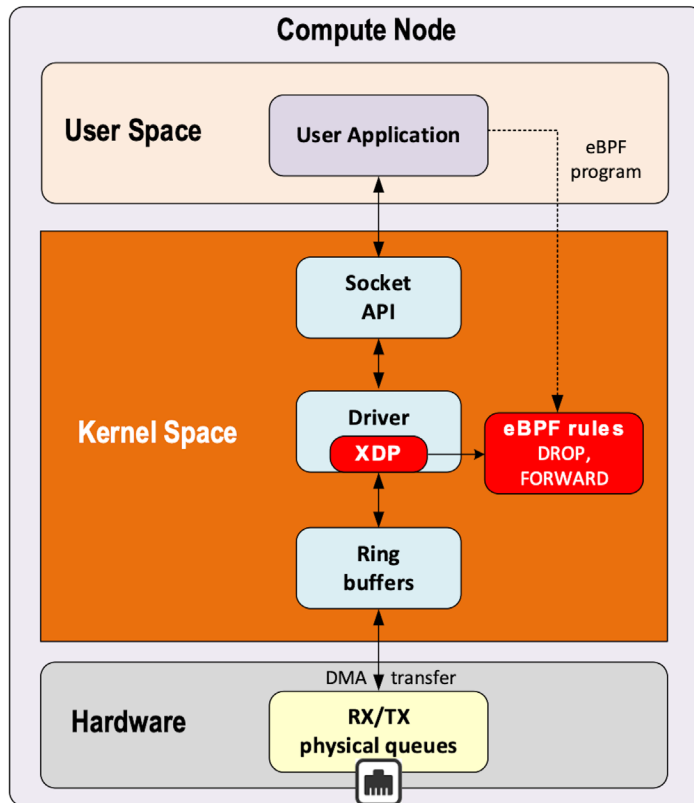 Compute Node
User Space
User Application
eBPF
program
Socket
API
Kernel Space
Driver
XDP
eBPF rules
DROP,
FORWARD
Ring
buffers
DMA transfer
Hardware
RX/TX
physical queues